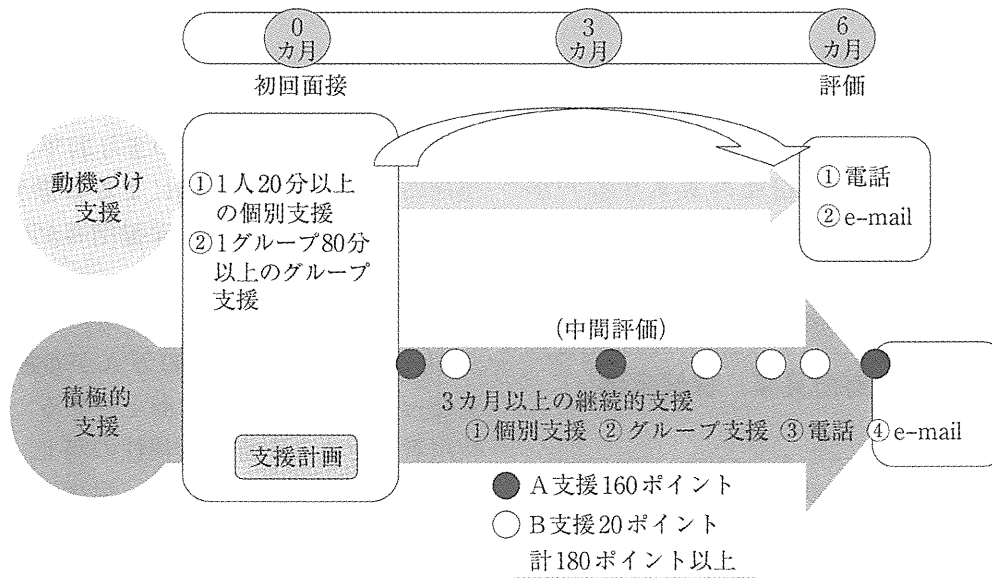 0
カ月
3
カ月
6
カ月
初回面接
評価
動機づけ
支援
①1人20分以上
の個別支援
②1グループ80分
以上のグループ
支援
①電話
②e-mail
(中間評価)
積極的
支援
3カ月以上の継続的支援
①個別支援 ②グループ支援 ③電話 ④e-mail
支援計画
A支援160ポイント
B支援20ポイント
計180ポイント以上